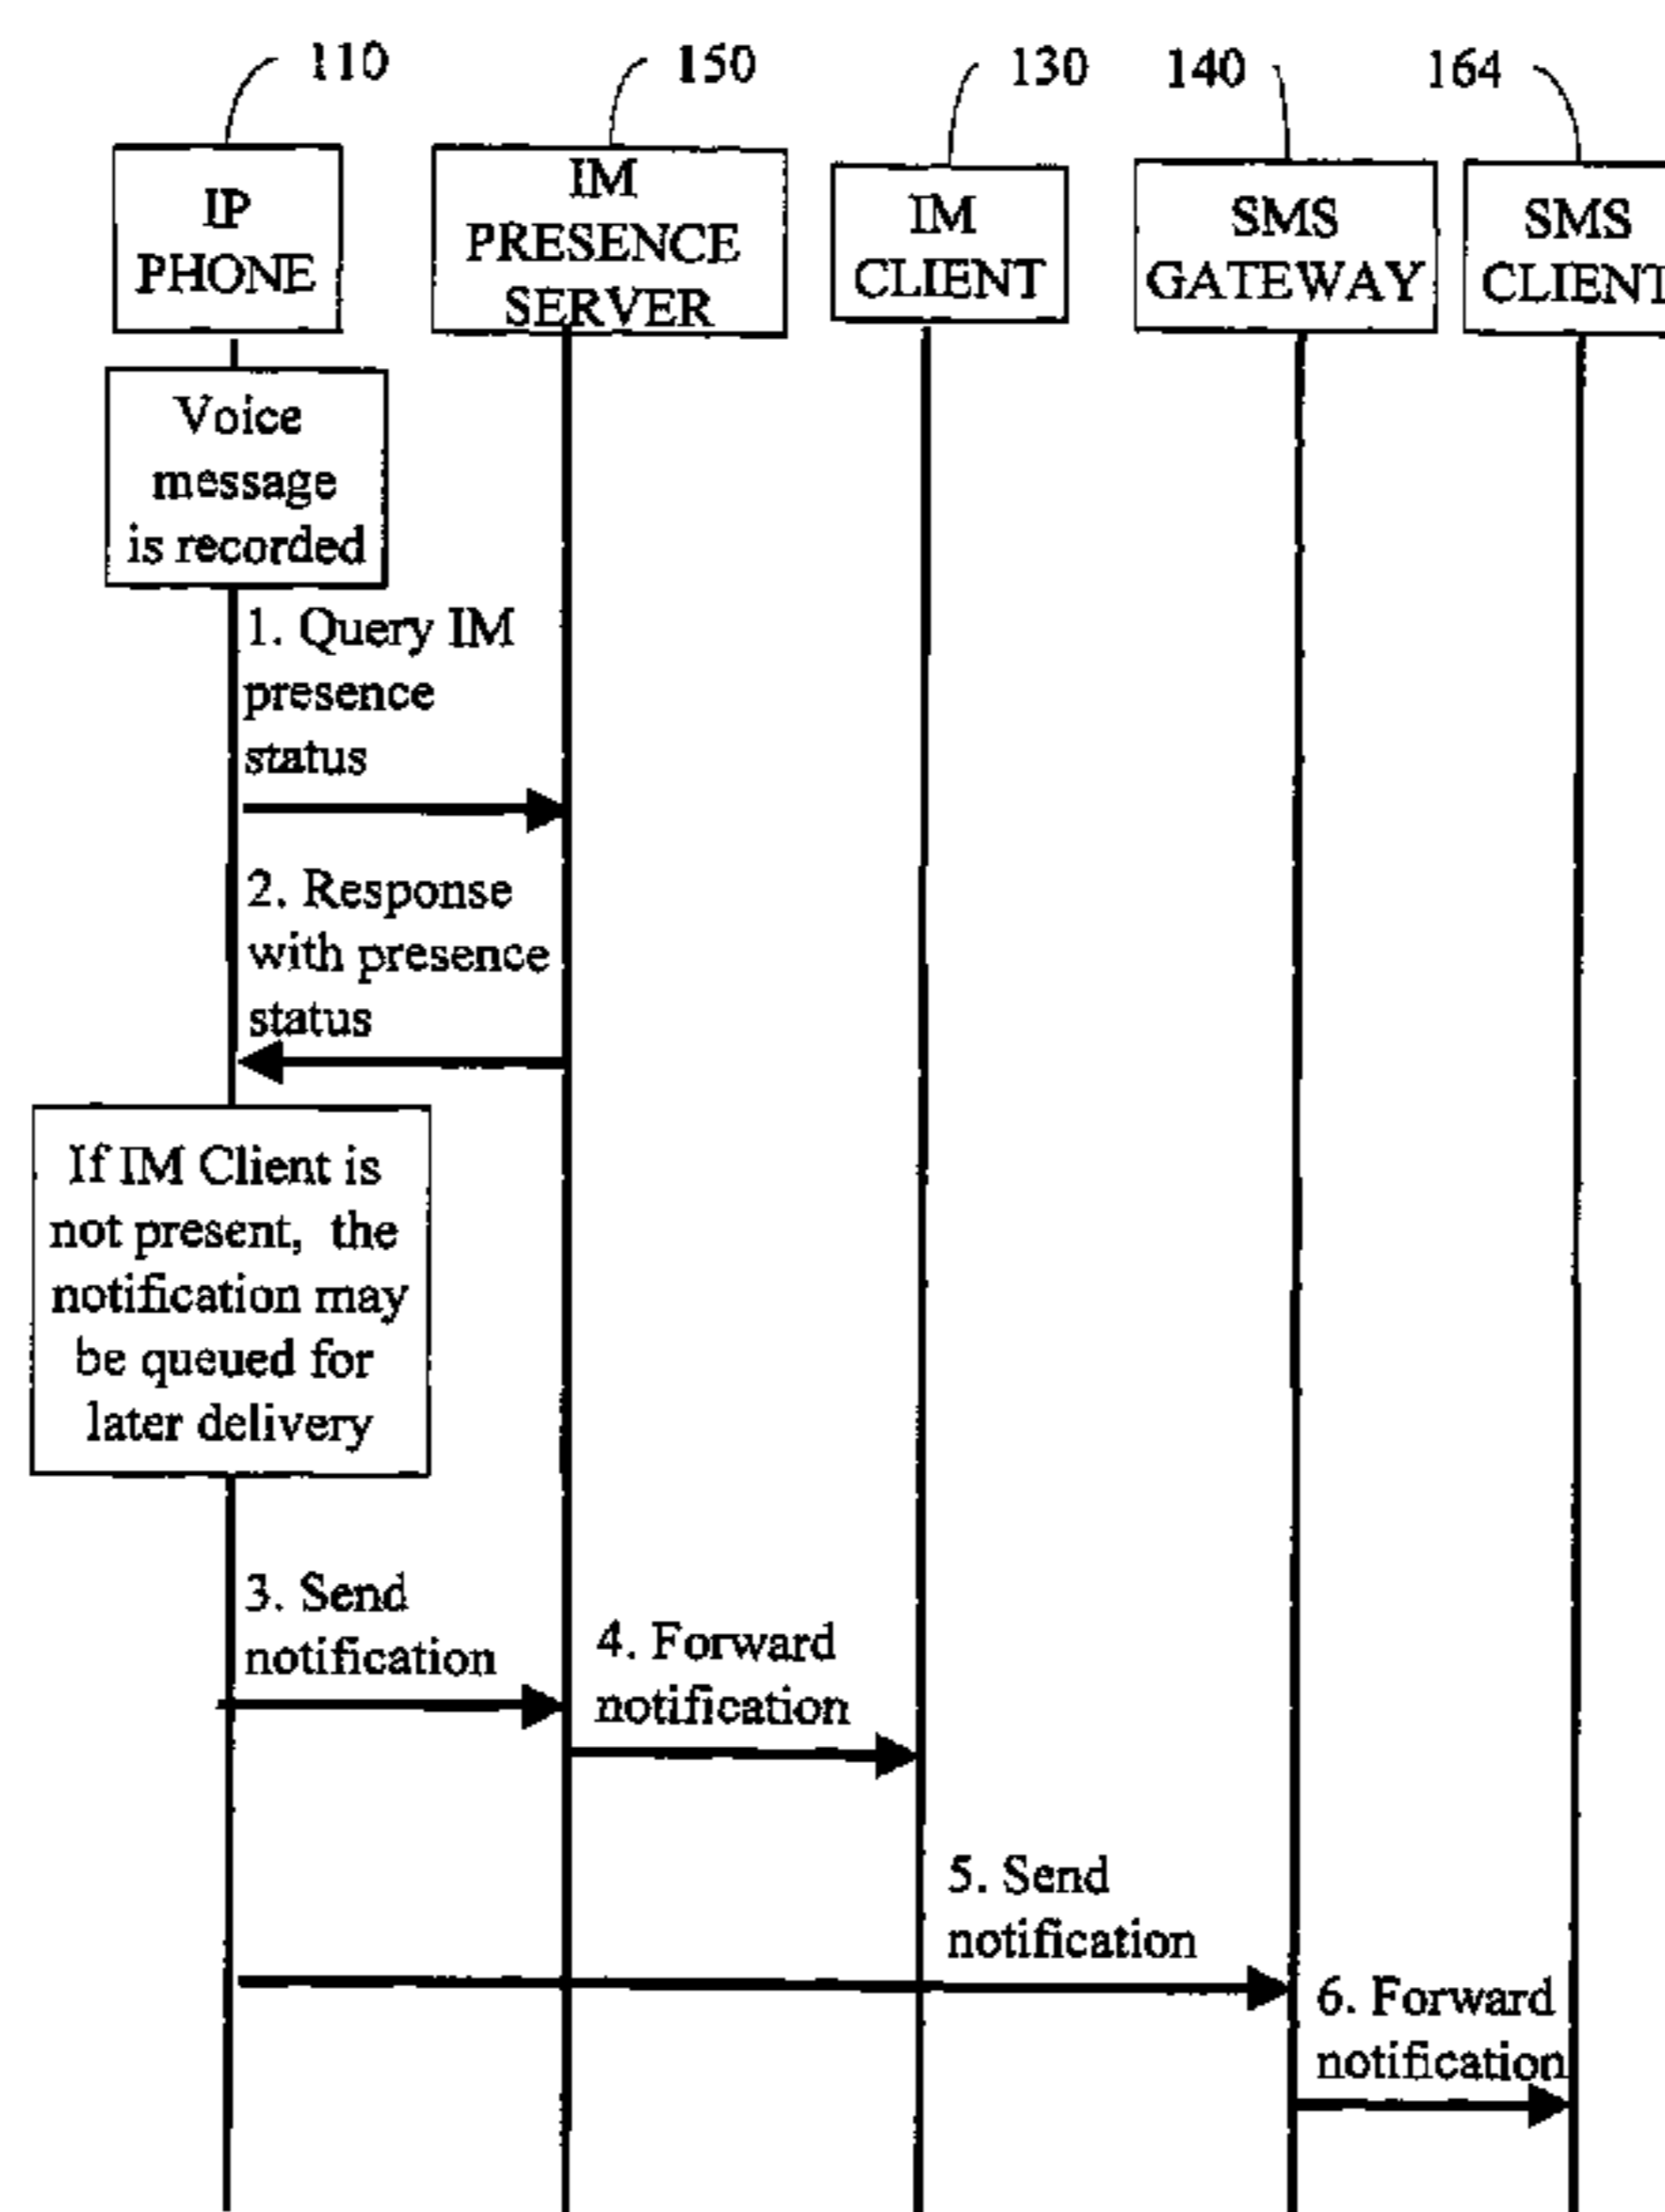 110
150
130
140
164
IP
PHONE
IM
PRESENCE
SERVER
IM
CLIENT
SMS
GATEWAY
SMS
CLIENT
Voice
message
is recorded
1. Query IM
presence
status
2. Response
with presence
status
If IM Client is
not present, the
notification may
be queued for
later delivery
3. Send
notification
4. Forward
notification
5. Send
notification
6. Forward
notification